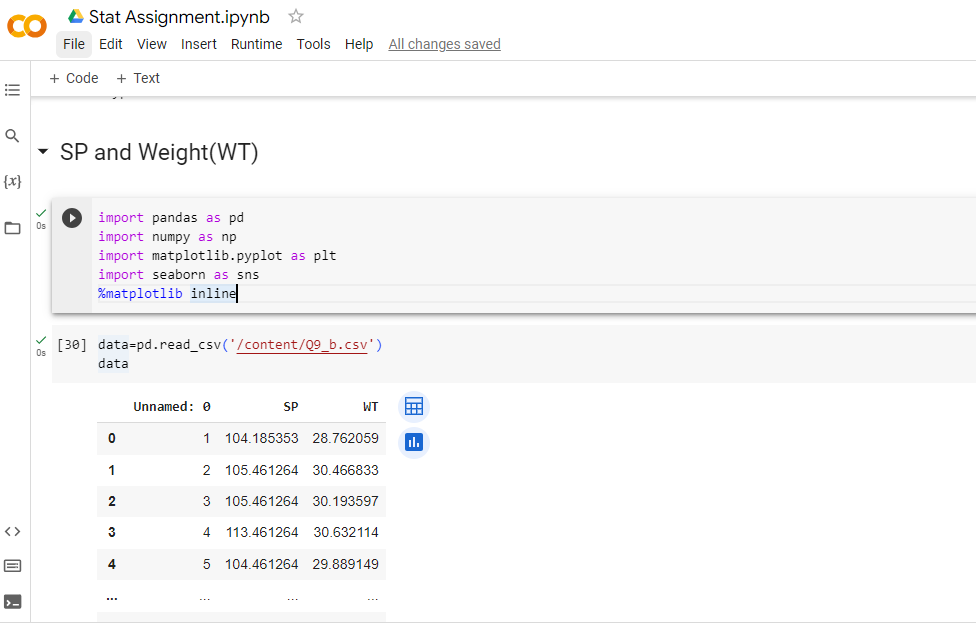 Stat Assignment.ipynb
File Edit View Insert Runtime Tools Help All changes saved
+ Code + Text
SP and Weight(WT)
{x}
0s
import pandas as pd
import numpy as np
import matplotlib.pyplot as plt
import seaborn as sns
%matplotlib inline
0s
[30] data=pd.read_csv('/content/Q9_b.csv')
data
Unnamed: 0 SP WT
0 1 104.185353 28.762059
1 2 105.461264 30.466833
2 3 105.461264 30.193597
3 4 113.461264 30.632114
4 5 104.461264 29.889149
... ... ... ...